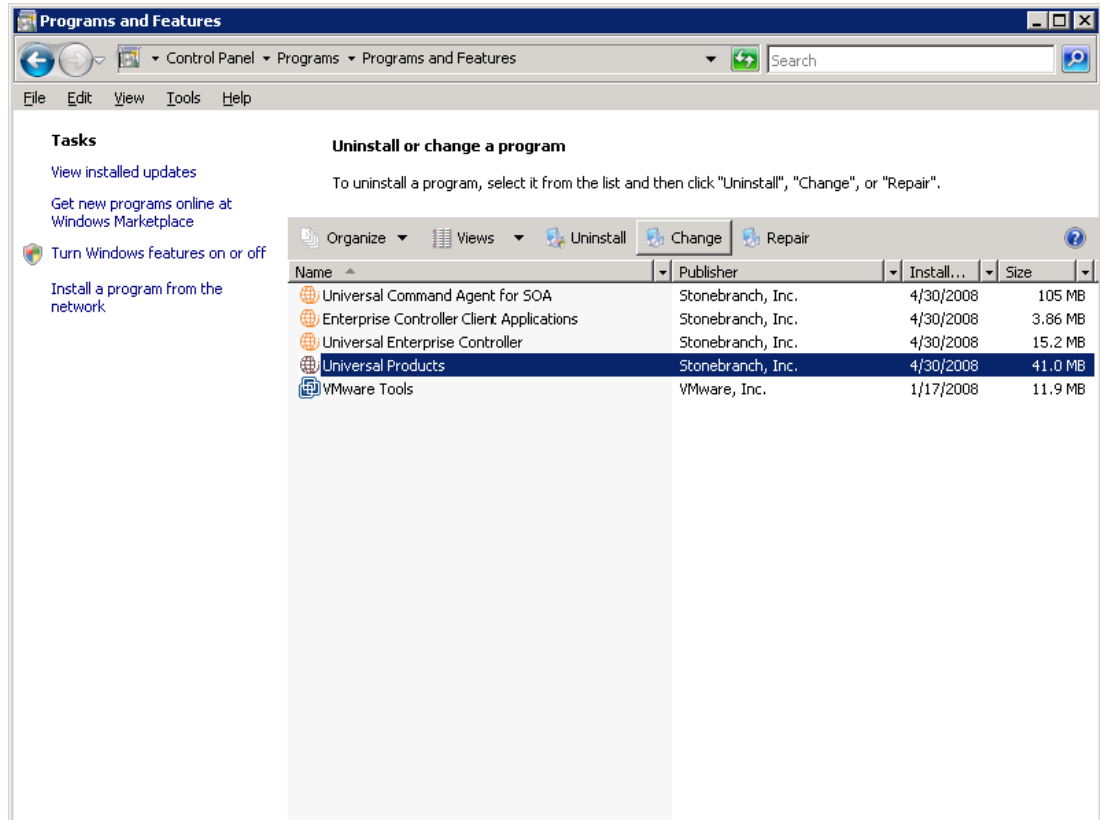 Programs and Features
Control Panel Programs Programs and Features Search
File Edit View Tools Help
Tasks
View installed updates
Get new programs online at
Windows Marketplace
Turn Windows features on or off
Install a program from the
network
Uninstall or change a program
To uninstall a program, select it from the list and then click "Uninstall", "Change", or "Repair".
Organize Views Uninstall Change Repair
Name Publisher Install... Size
Universal Command Agent for SOA Stonebranch, Inc. 4/30/2008 105 MB
Enterprise Controller Client Applications Stonebranch, Inc. 4/30/2008 3.86 MB
Universal Enterprise Controller Stonebranch, Inc. 4/30/2008 15.2 MB
Universal Products Stonebranch, Inc. 4/30/2008 41.0 MB
VMware Tools VMware, Inc. 1/17/2008 11.9 MB